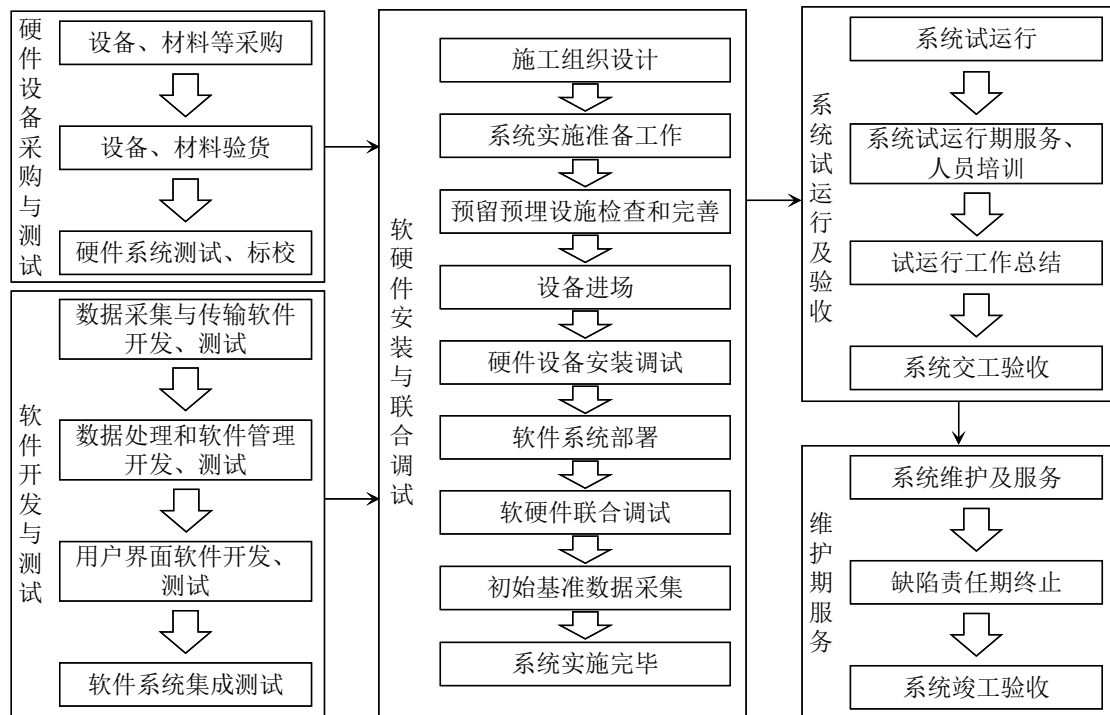 硬件设备采购与测试
设备、材料等采购
设备、材料验货
硬件系统测试、标校
软件开发与测试
数据采集与传输软件
开发、测试
数据处理和软件管理
开发、测试
用户界面软件开发、
测试
软件系统集成测试
软硬件安装与联合调试
施工组织设计
系统实施准备工作
预留预埋设施检查和完善
设备进场
硬件设备安装调试
软件系统部署
软硬件联合调试
初始基准数据采集
系统实施完毕
系统试运行及验收
系统试运行
系统试运行期服务、
人员培训
试运行工作总结
系统交工验收
维护期服务
系统维护及服务
缺陷责任期终止
系统竣工验收